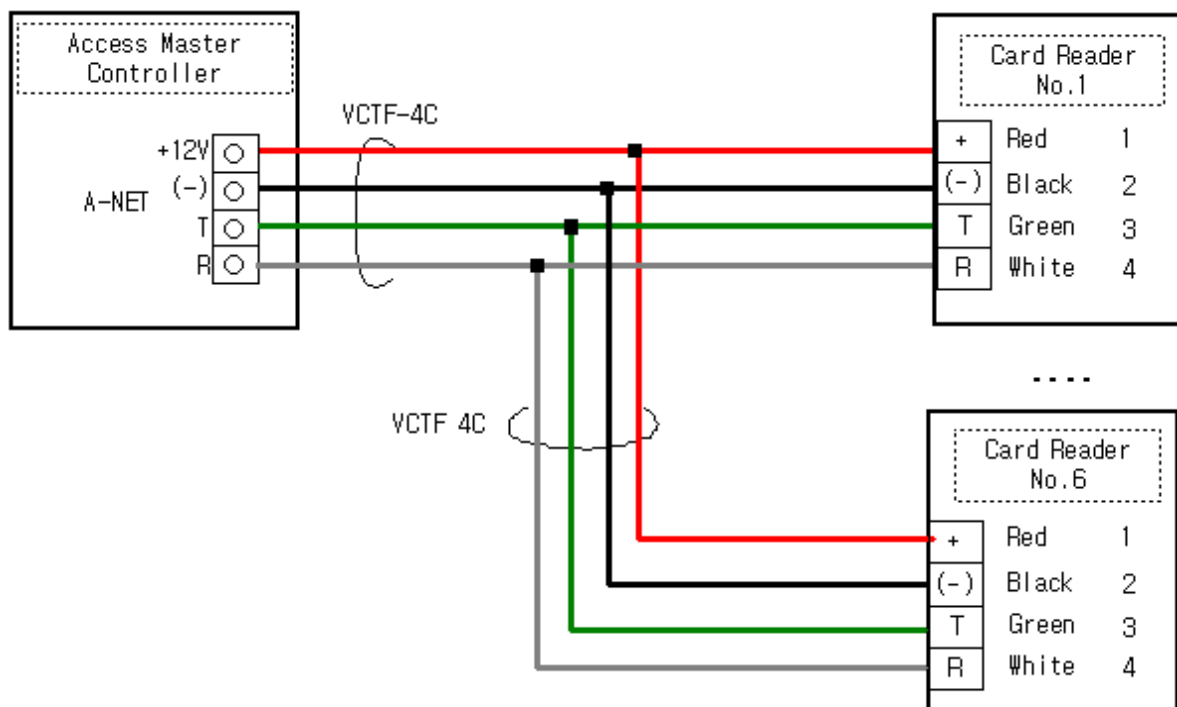 Access Master
Controller
A-NET
+12V
(-)
T
R
VCTF-4C
Card Reader
No.1
+ Red 1
(-) Black 2
T Green 3
R White 4
....
VCTF 4C
Card Reader
No.6
+ Red 1
(-) Black 2
T Green 3
R White 4